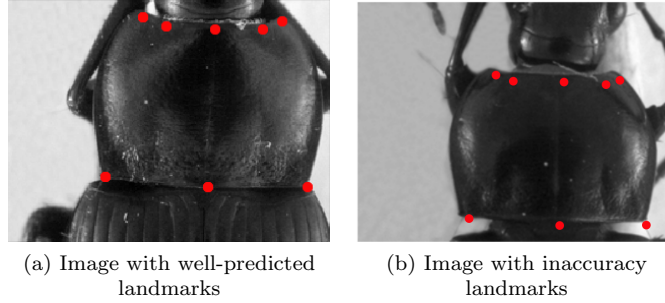 (a) Image with well-predicted
landmarks
(b) Image with inaccuracy
landmarks